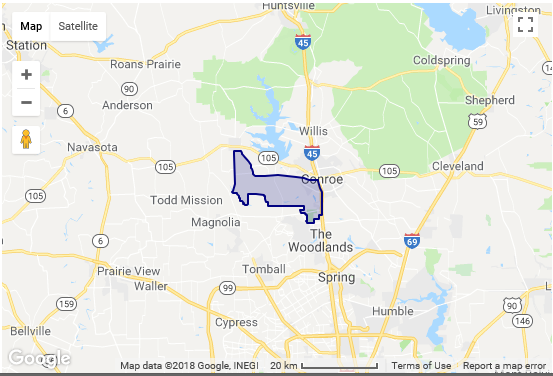 Huntsville
Livingston
Map Satellite
45
Station
Roans Prairie
Coldspring
90
Anderson
Shepherd
6
59
Willis
Navasota
45
105
105
105
Cleveland
Conroe
Todd Mission
Magnolia
The
Woodlands
6
69
Prairie View
Tomball
Waller
Spring
99
90
159
Humble
Cypress
146
Bellville
6
Google
Map data ©2018 Google, INEGI 20 km Terms of Use Report a map error